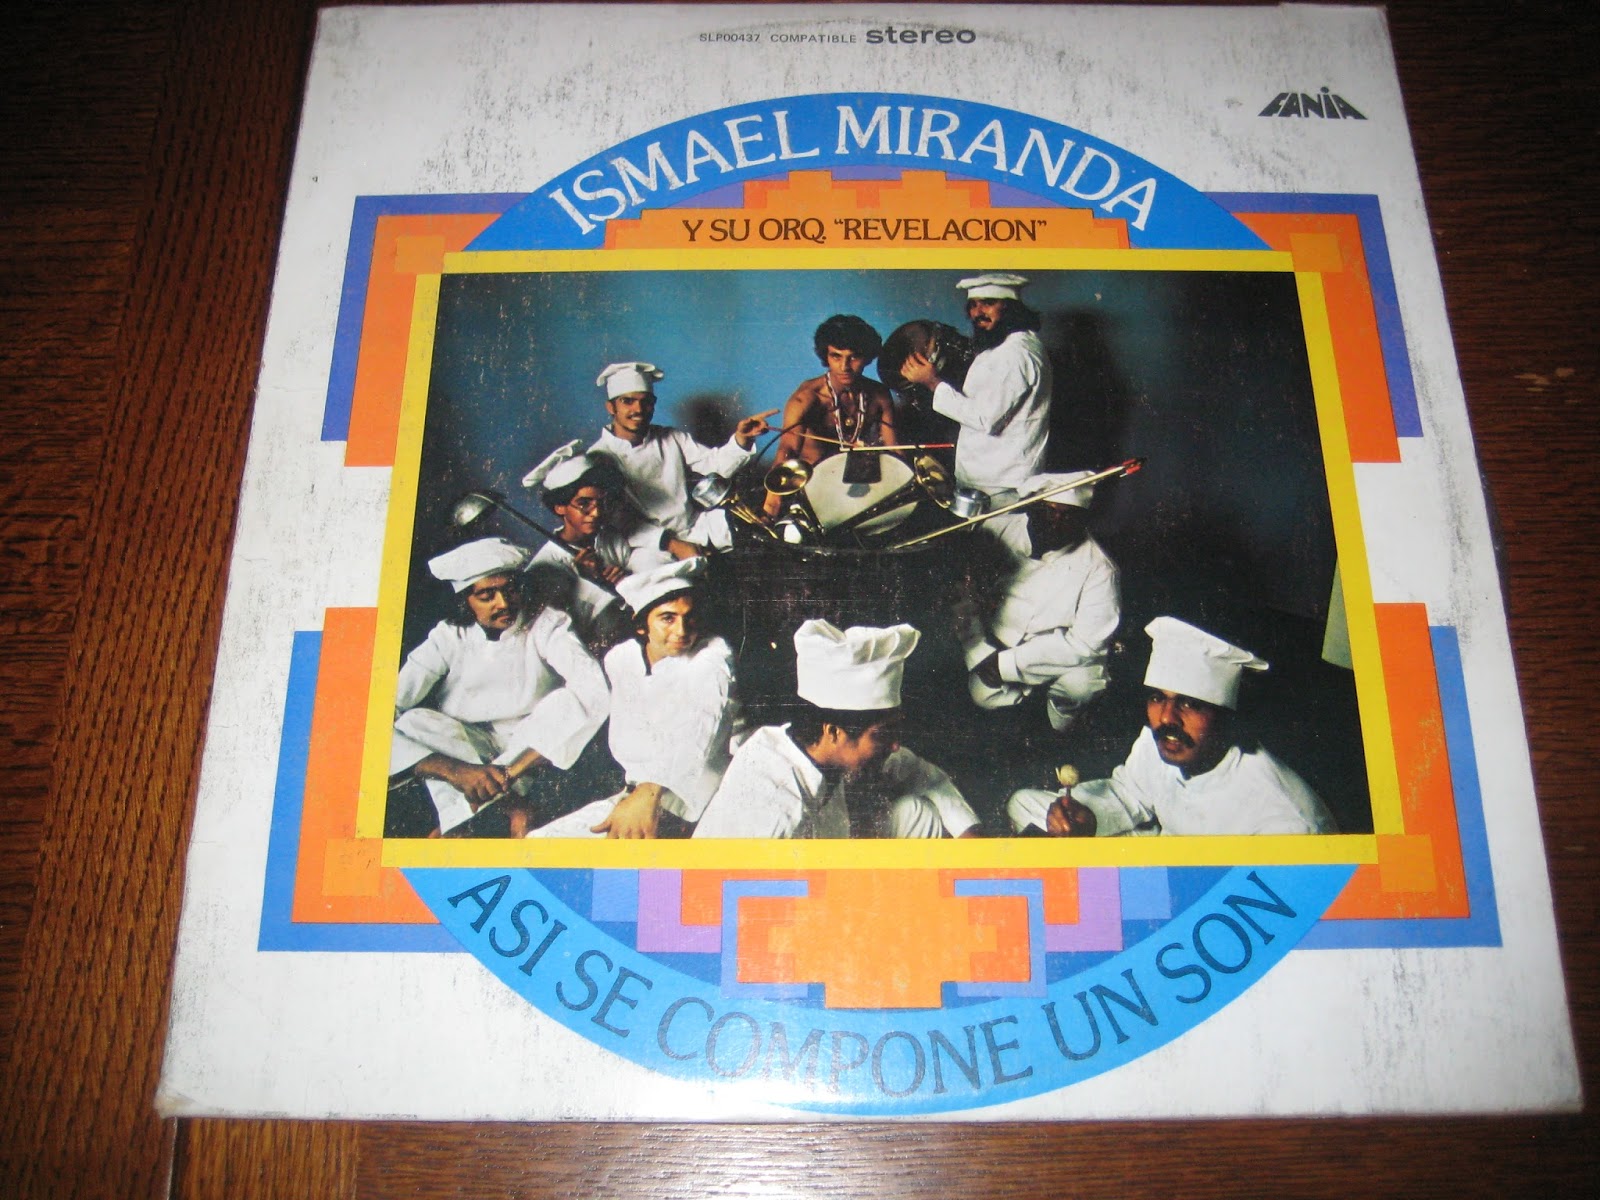 SLP00437 COMPATIBLE stereo
FANIA
ISMAEL MIRANDA
Y SU ORQ. "REVELACION"
ASI SE COMPONE UN SON